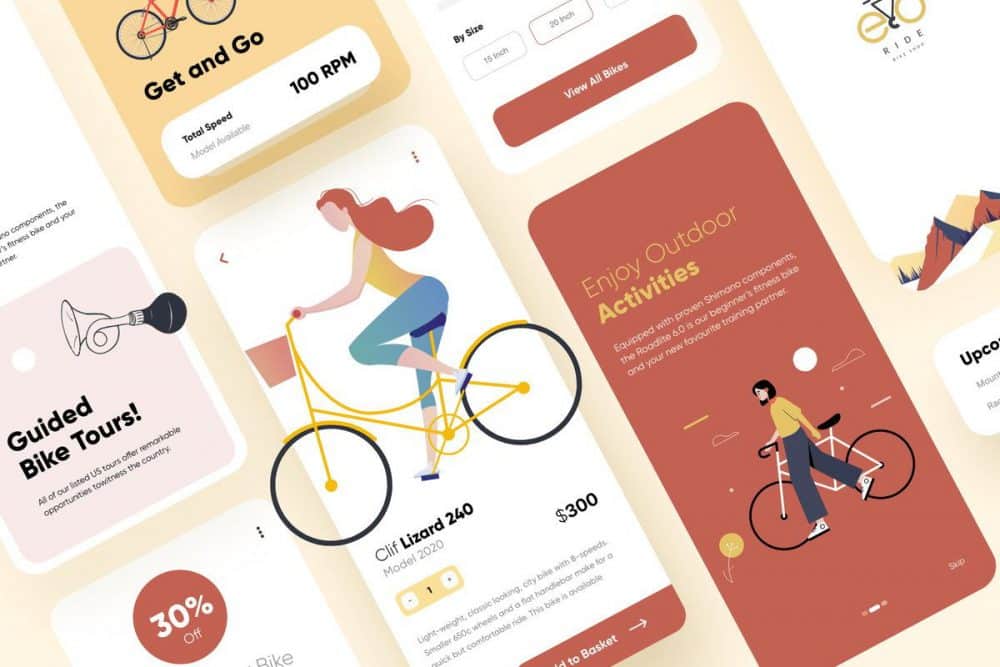 Get and Go
Total Speed
100 RPM
Model Available
By Size
15 Inch
20 Inch
View All Bikes
RIDE
BIKE SHOP
components, the
fitness bike and your
Guided
Bike Tours!
All of our listed US tours offer remarkable
opportunities towitness the country.
30%
Off
Bike
Clif Lizard 240
$300
Model 2020
- 1 +
Light-weight, classic looking, city bike with 8-speeds.
Smaller 650c wheels and a flat handlebar make for a
quick but comfortable ride. This bike is available
to Basket
Enjoy Outdoor
Activities
Equipped with proven Shimano components,
the Roadlite 6.0 is our beginner's fitness bike
and your new favourite training partner.
Skip